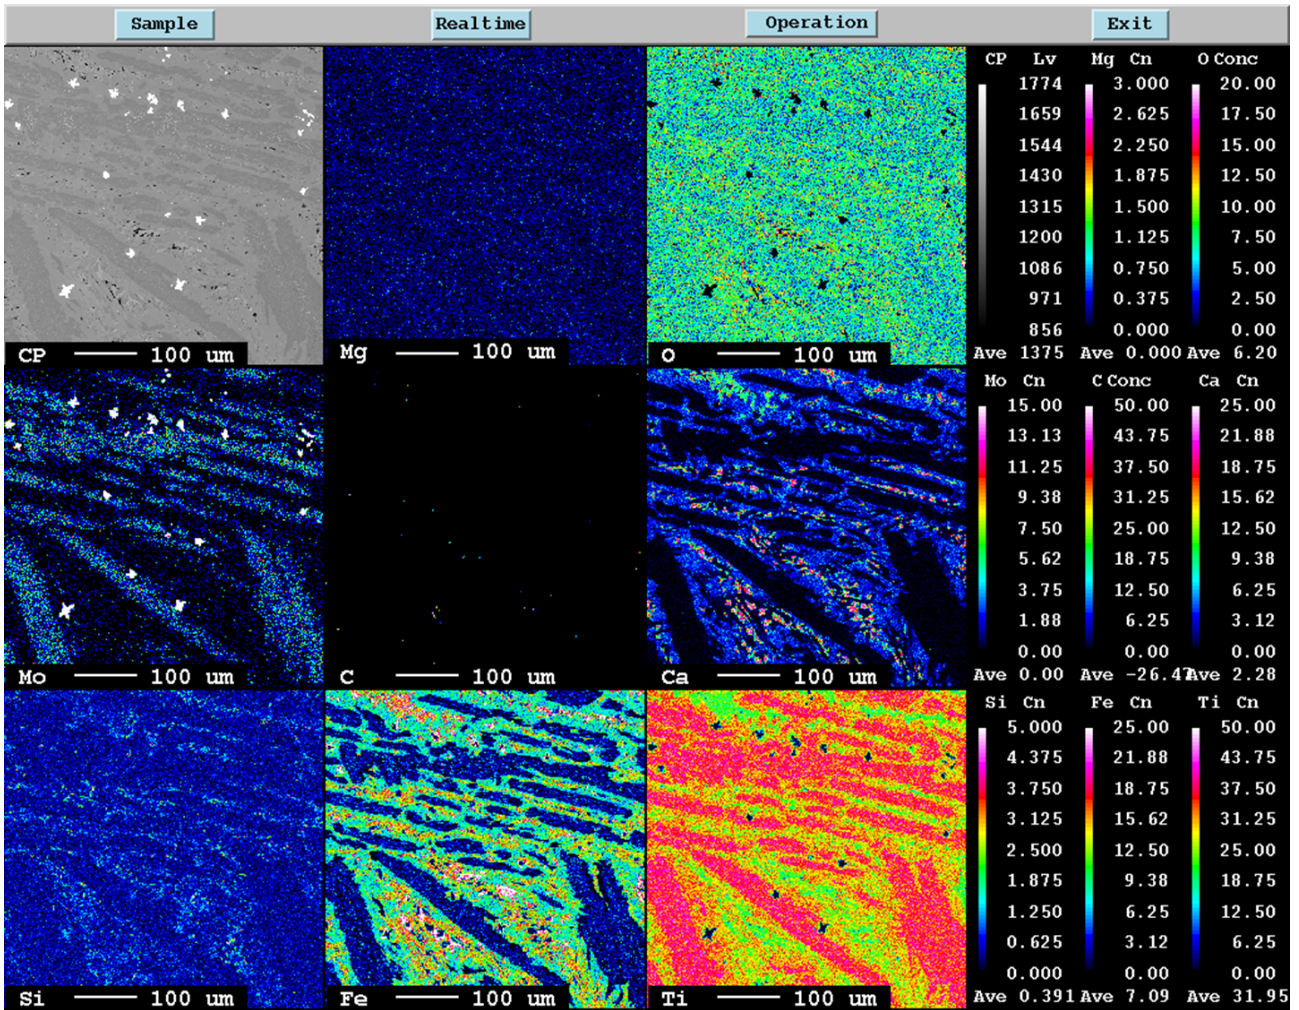 Sample Realtime Operation Exit
CP Lv Mg Cn O Conc
1774 3.000 20.00
1659 2.625 17.50
1544 2.250 15.00
1430 1.875 12.50
1315 1.500 10.00
1200 1.125 7.50
1086 0.750 5.00
971 0.375 2.50
856 0.000 0.00
Ave 1375 Ave 0.000 Ave 6.20
CP 100 um Mg 100 um O 100 um
Mo Cn C Conc Ca Cn
15.00 50.00 25.00
13.13 43.75 21.88
11.25 37.50 18.75
9.38 31.25 15.62
7.50 25.00 12.50
5.62 18.75 9.38
3.75 12.50 6.25
1.88 6.25 3.12
0.00 0.00 0.00
Ave 0.00 Ave -26.47 Ave 2.28
Mo 100 um C 100 um Ca 100 um
Si Cn Fe Cn Ti Cn
5.000 25.00 50.00
4.375 21.88 43.75
3.750 18.75 37.50
3.125 15.62 31.25
2.500 12.50 25.00
1.875 9.38 18.75
1.250 6.25 12.50
0.625 3.12 6.25
0.000 0.00 0.00
Ave 0.391 Ave 7.09 Ave 31.95
Si 100 um Fe 100 um Ti 100 um